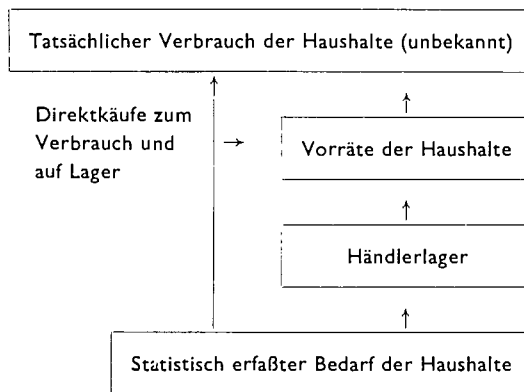 Tatsächlicher Verbrauch der Haushalte (unbekannt)
Direktkäufe zum
Verbrauch und
auf Lager
Vorräte der Haushalte
Händlerlager
Statistisch erfaßter Bedarf der Haushalte